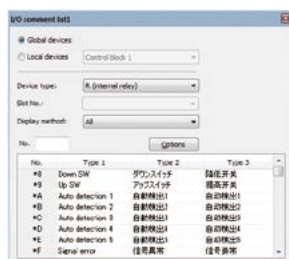 I/O comment list1
Global devices
Local devices Control block 1
Device type: R (internal relay)
Slot No.:
Display method: All
No. Options
No. Type 1 Type 2 Type 3
*8 Down SW ダウンスイッチ 降低开关
*9 Up SW アップスイッチ 提高开关
*A Auto detection 1 自動検出1 自动检出1
*B Auto detection 2 自動検出2 自动检出2
*C Auto detection 3 自動検出3 自动检出3
*D Auto detection 4 自動検出4 自动检出4
*E Auto detection 5 自動検出5 自动检出5
*F Signal error 信号異常 信号异常